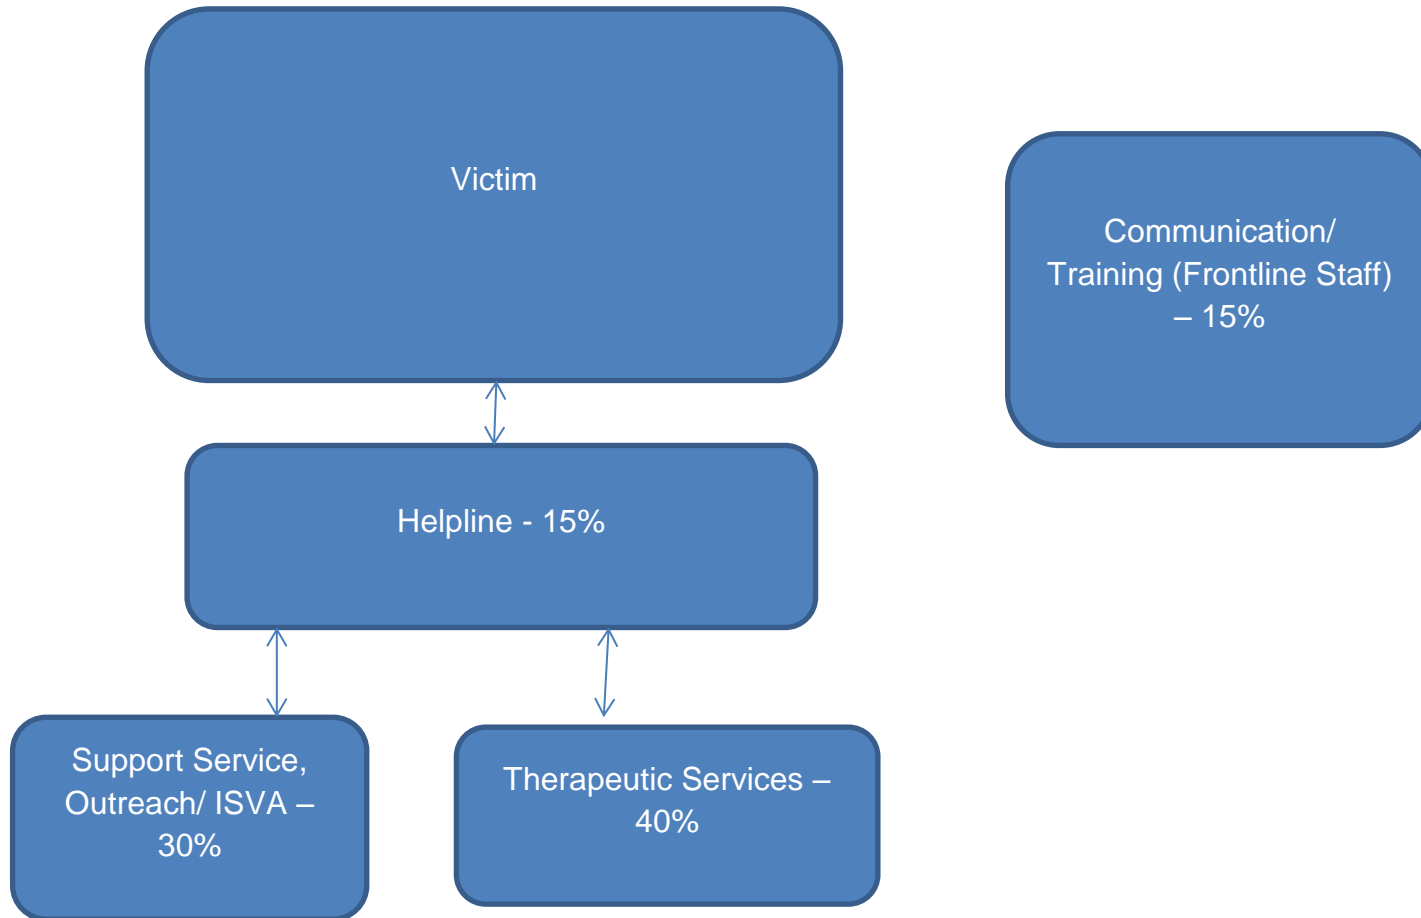 Victim
Communication/
Training (Frontline Staff)
– 15%
Helpline - 15%
Support Service,
Outreach/ ISVA –
30%
Therapeutic Services –
40%